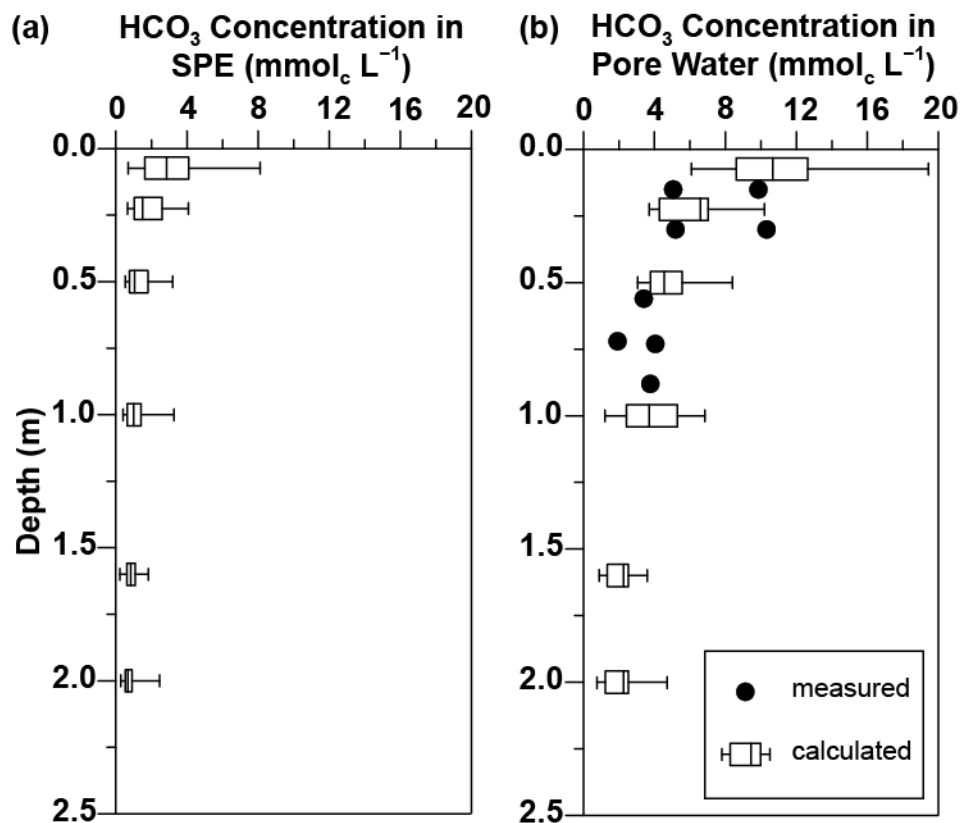 (a) HCO₃ Concentration in
SPE (mmol_c L⁻¹)
0 4 8 12 16 20
0.0
0.5
1.0
1.5
2.0
2.5
Depth (m)
(b) HCO₃ Concentration in
Pore Water (mmol_c L⁻¹)
0 4 8 12 16 20
0.0
0.5
1.0
1.5
2.0
2.5
measured
calculated